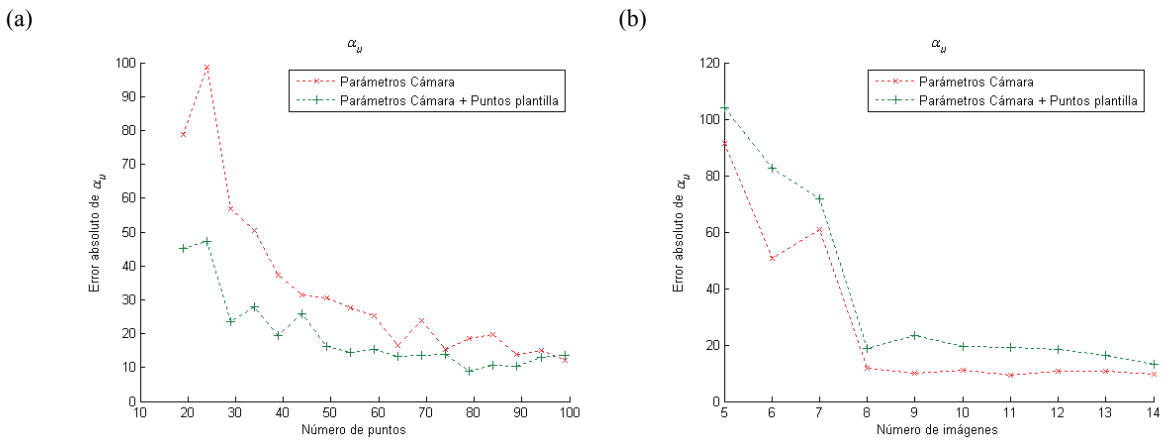 (a)
α_u
Parámetros Cámara
Parámetros Cámara + Puntos plantilla
Error absoluto de α_u
100
90
80
70
60
50
40
30
20
10
0
10 20 30 40 50 60 70 80 90 100
Número de puntos
(b)
α_u
Parámetros Cámara
Parámetros Cámara + Puntos plantilla
Error absoluto de α_u
120
100
80
60
40
20
0
5 6 7 8 9 10 11 12 13 14
Número de imágenes